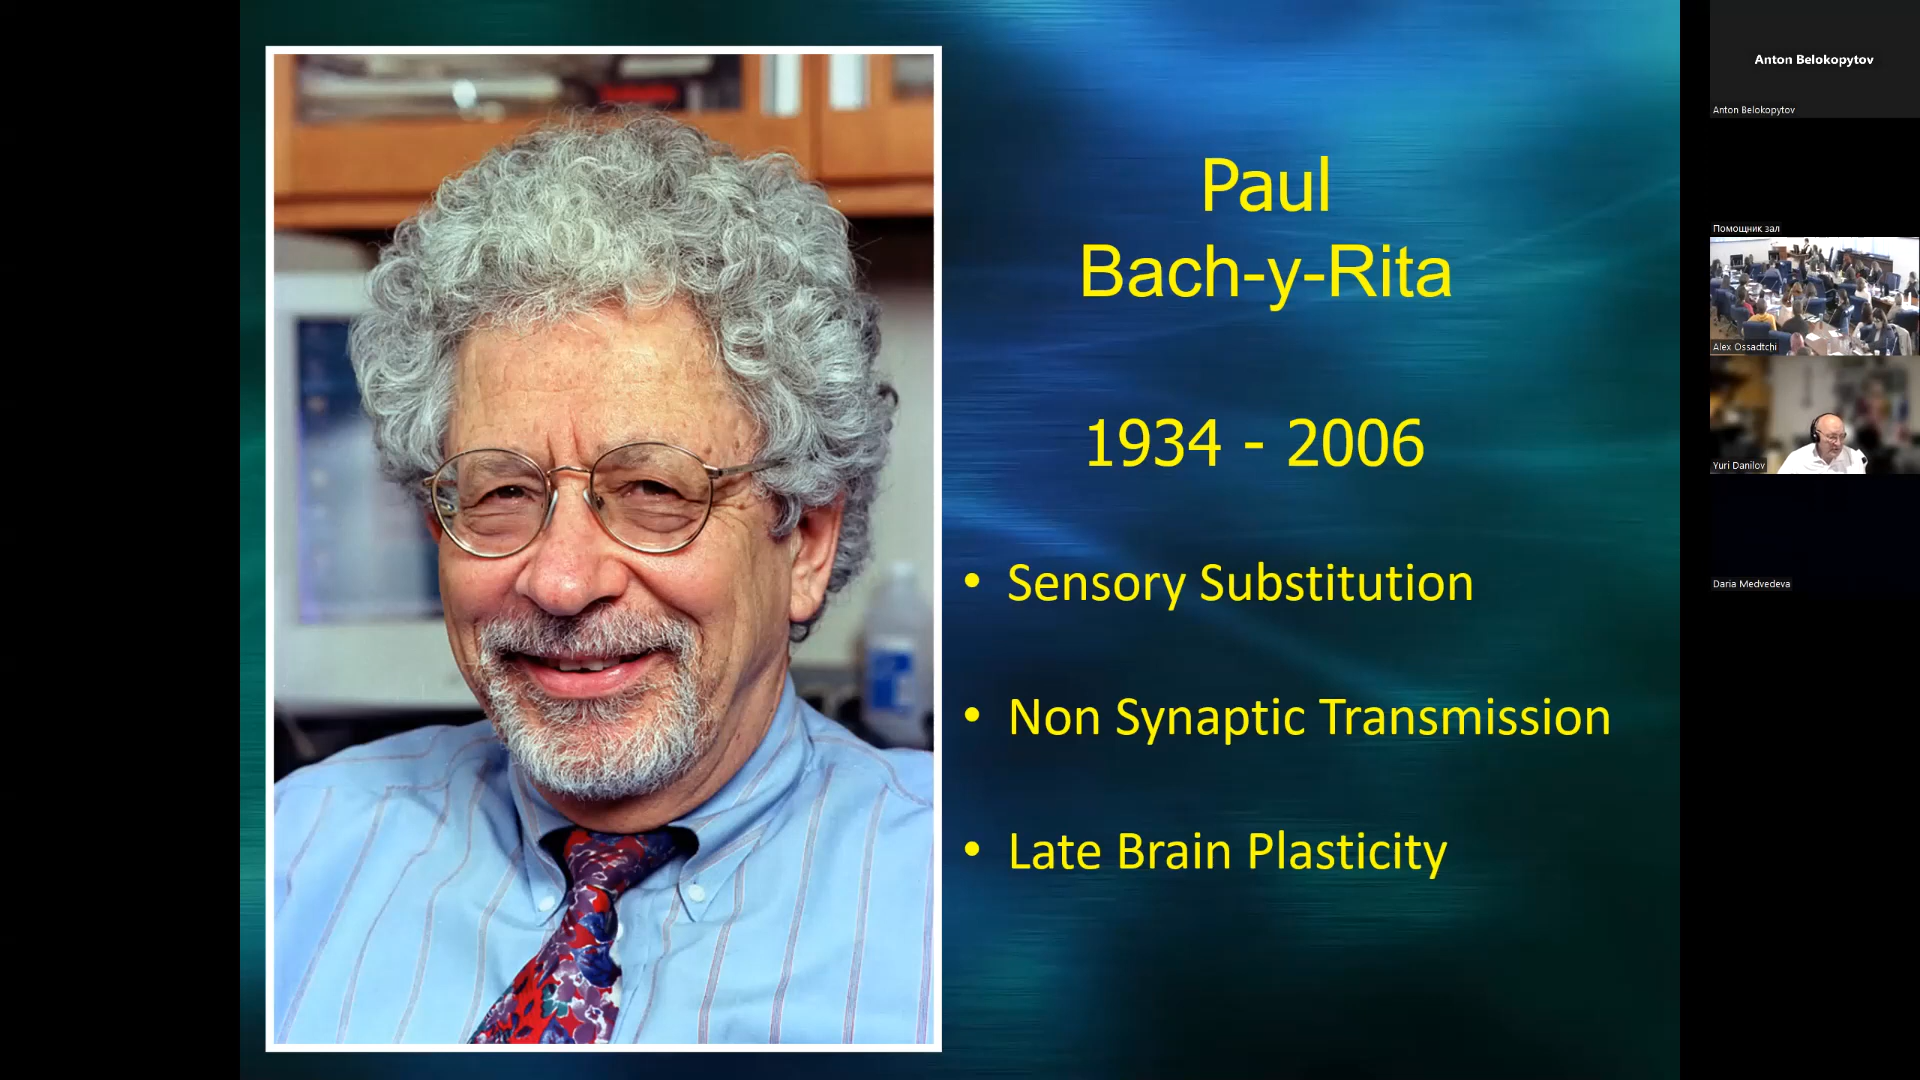 Paul
Bach-y-Rita
1934 - 2006
• Sensory Substitution
• Non Synaptic Transmission
• Late Brain Plasticity
Anton Belokopytov
Anton Belokopytov
Помощник зал
Alex Ossadtchi
Yuri Danilov
Daria Medvedeva